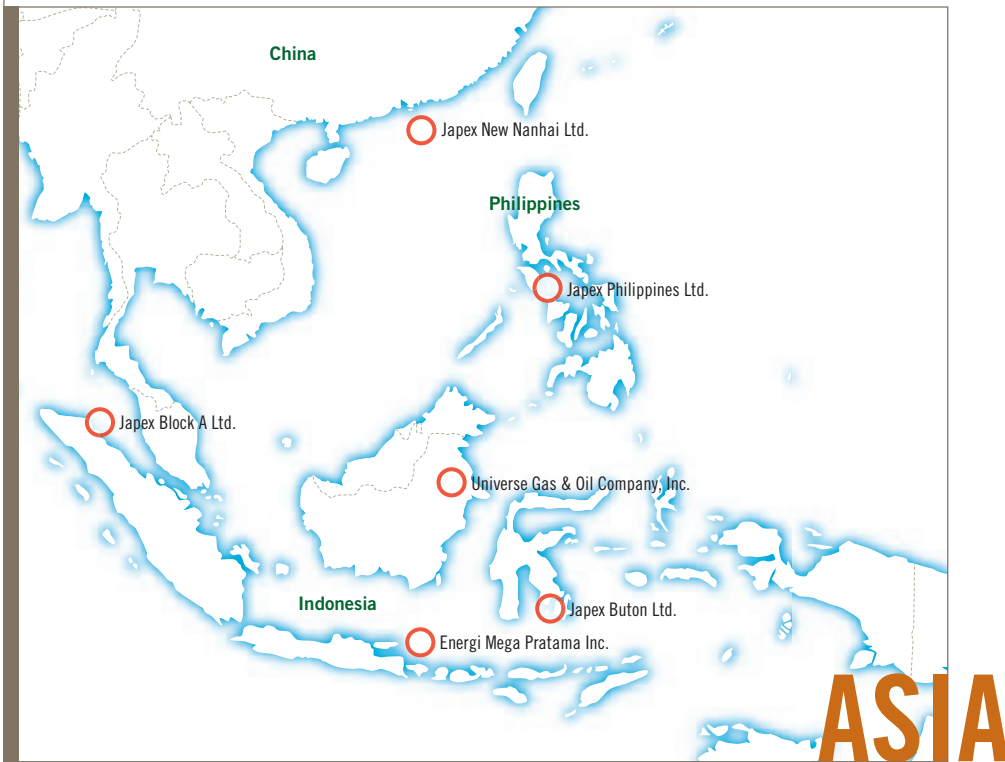 China
Japex New Nanhai Ltd.
Philippines
Japex Philippines Ltd.
Japex Block A Ltd.
Universe Gas & Oil Company, Inc.
Indonesia
Japex Buton Ltd.
Energi Mega Pratama Inc.
ASIA